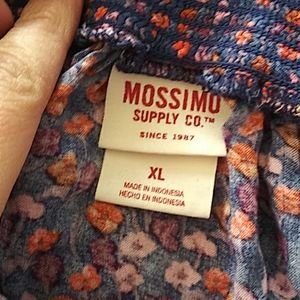 MOSSIMO
SUPPLY CO.™
SINCE 1987
XL
MADE IN INDONESIA
HECHO EN INDONESIA